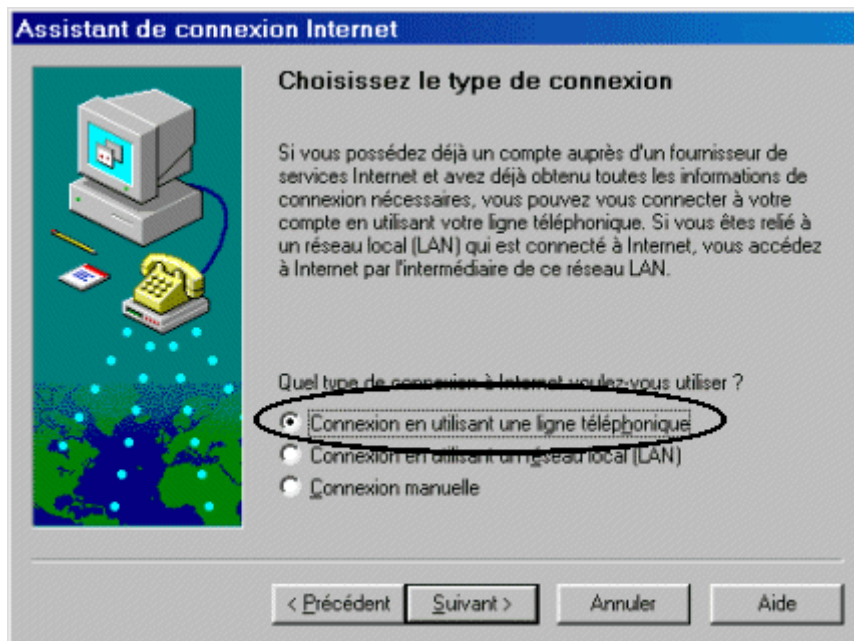 Assistant de connexion Internet
Choisissez le type de connexion
Si vous possédez déjà un compte auprès d'un fournisseur de
services Internet et avez déjà obtenu toutes les informations de
connexion nécessaires, vous pouvez vous connecter à votre
compte en utilisant votre ligne téléphonique. Si vous êtes relié à
un réseau local (LAN) qui est connecté à Internet, vous accédez
à Internet par l'intermédiaire de ce réseau LAN.
Quel type de connexion à Internet voulez-vous utiliser ?
Connexion en utilisant une ligne téléphonique
Connexion en utilisant un réseau local (LAN)
Connexion manuelle
< Précédent
Suivant >
Annuler
Aide